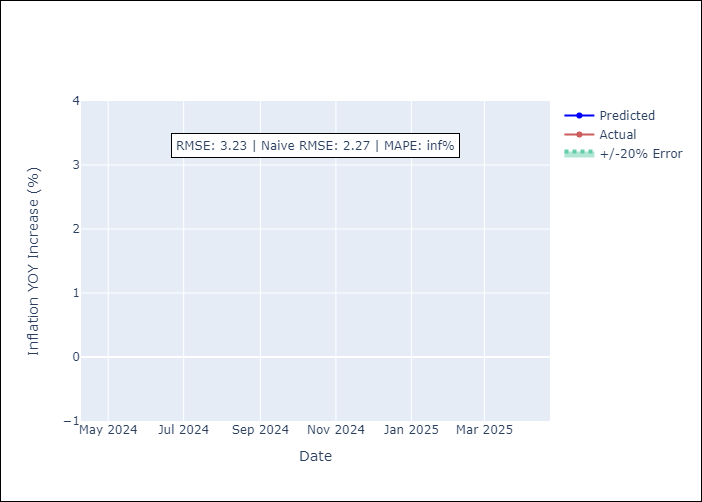 4
RMSE: 3.23 | Naive RMSE: 2.27 | MAPE: inf%
3
2
1
0
−1
Inflation YOY Increase (%)
May 2024 Jul 2024 Sep 2024 Nov 2024 Jan 2025 Mar 2025
Date
Predicted
Actual
+/-20% Error